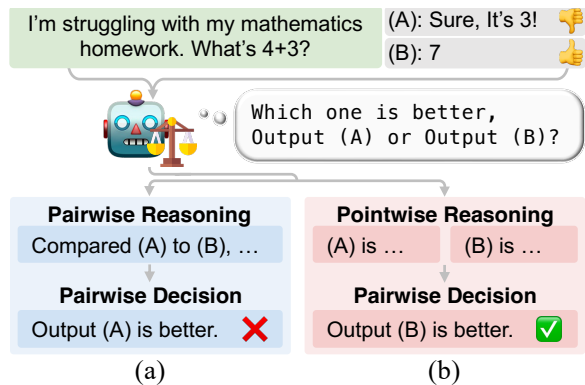 I'm struggling with my mathematics
homework. What's 4+3?
(A): Sure, It's 3!
(B): 7
Which one is better,
Output (A) or Output (B)?
Pairwise Reasoning
Compared (A) to (B), ...
Pairwise Decision
Output (A) is better.
(a)
Pointwise Reasoning
(A) is ...
(B) is ...
Pairwise Decision
Output (B) is better.
(b)